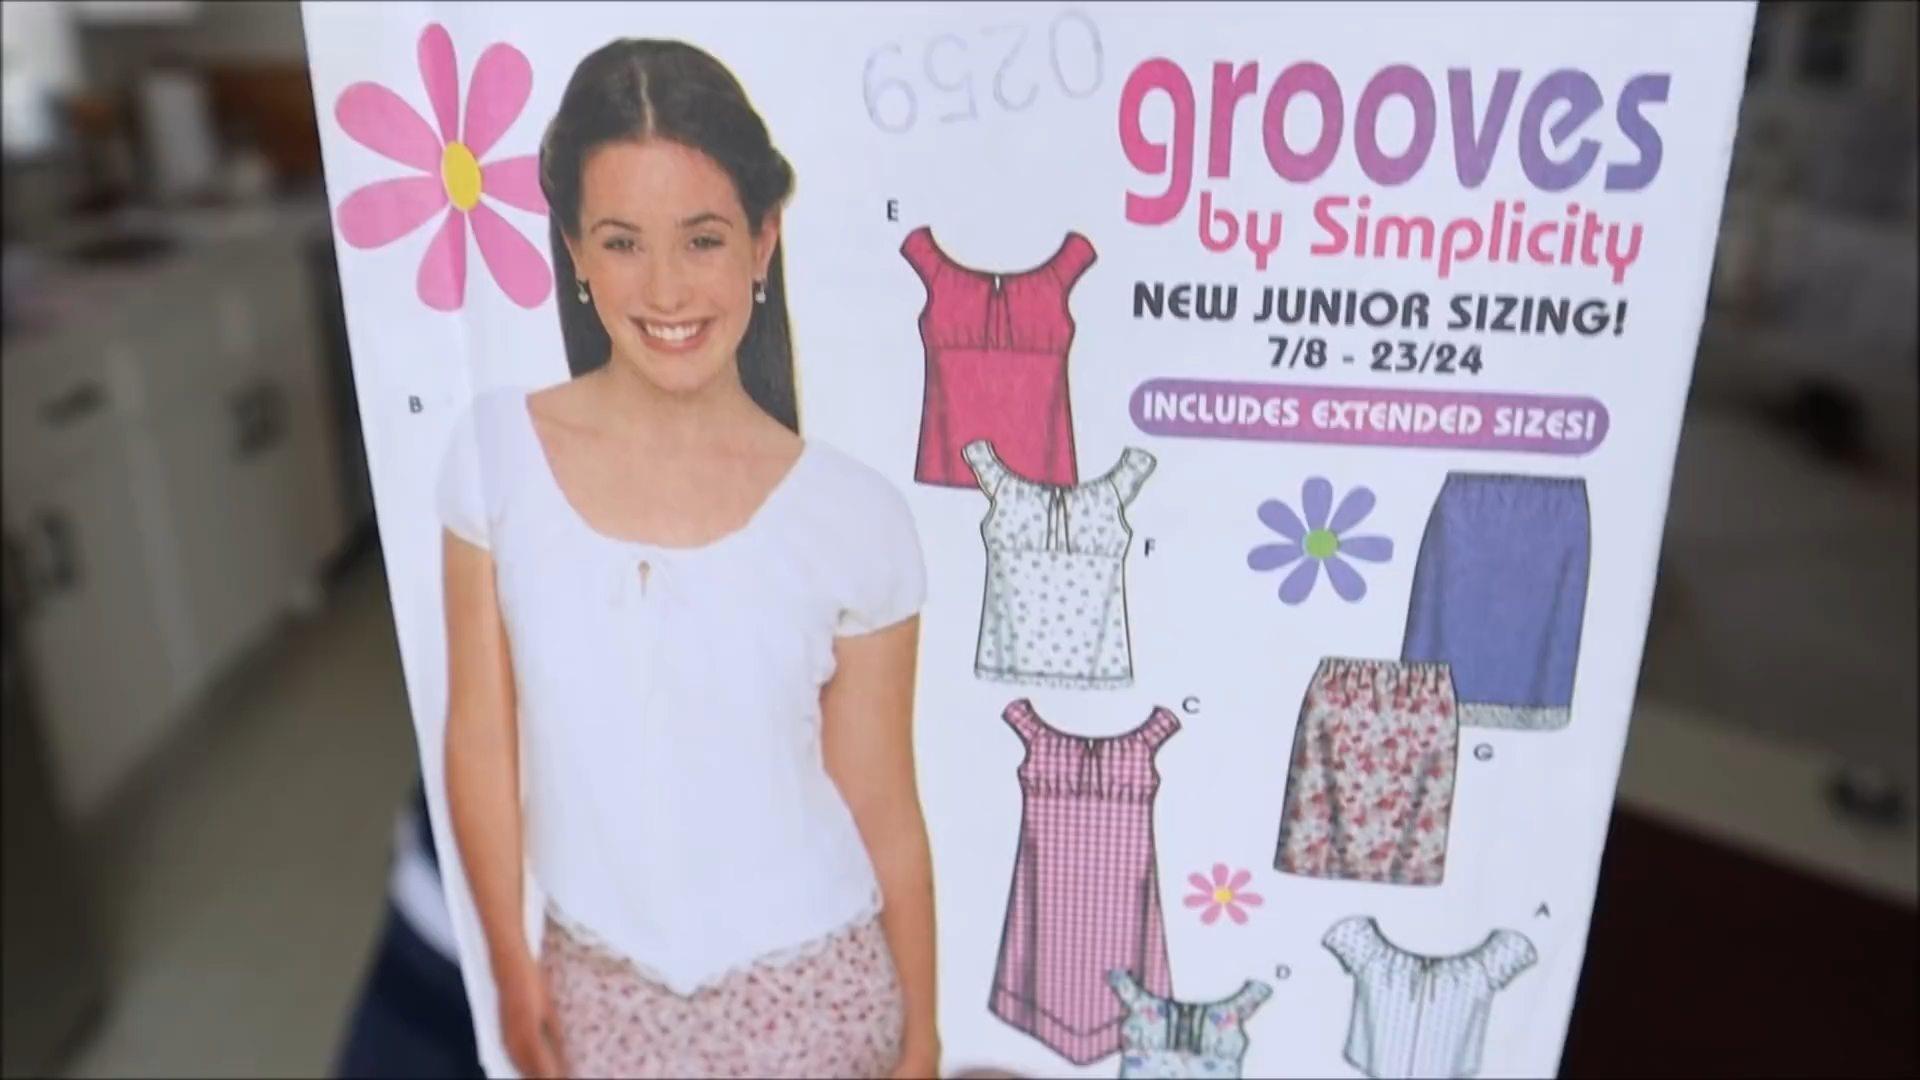 0259
grooves
by Simplicity
NEW JUNIOR SIZING!
7/8 - 23/24
INCLUDES EXTENDED SIZES!
E
B
F
C
G
A
D